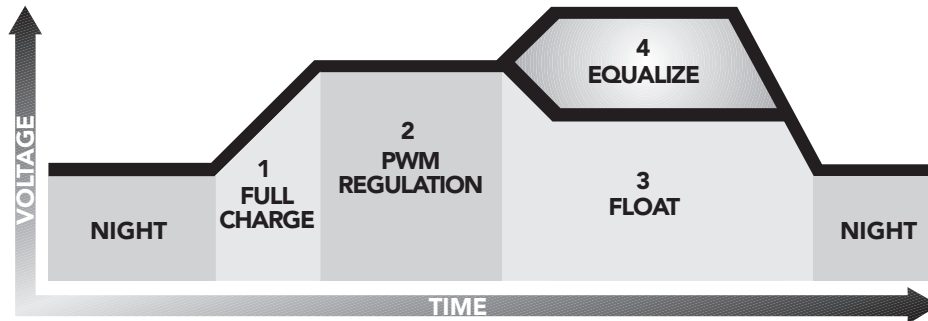 VOLTAGE
NIGHT
1
FULL
CHARGE
2
PWM
REGULATION
4
EQUALIZE
3
FLOAT
NIGHT
TIME